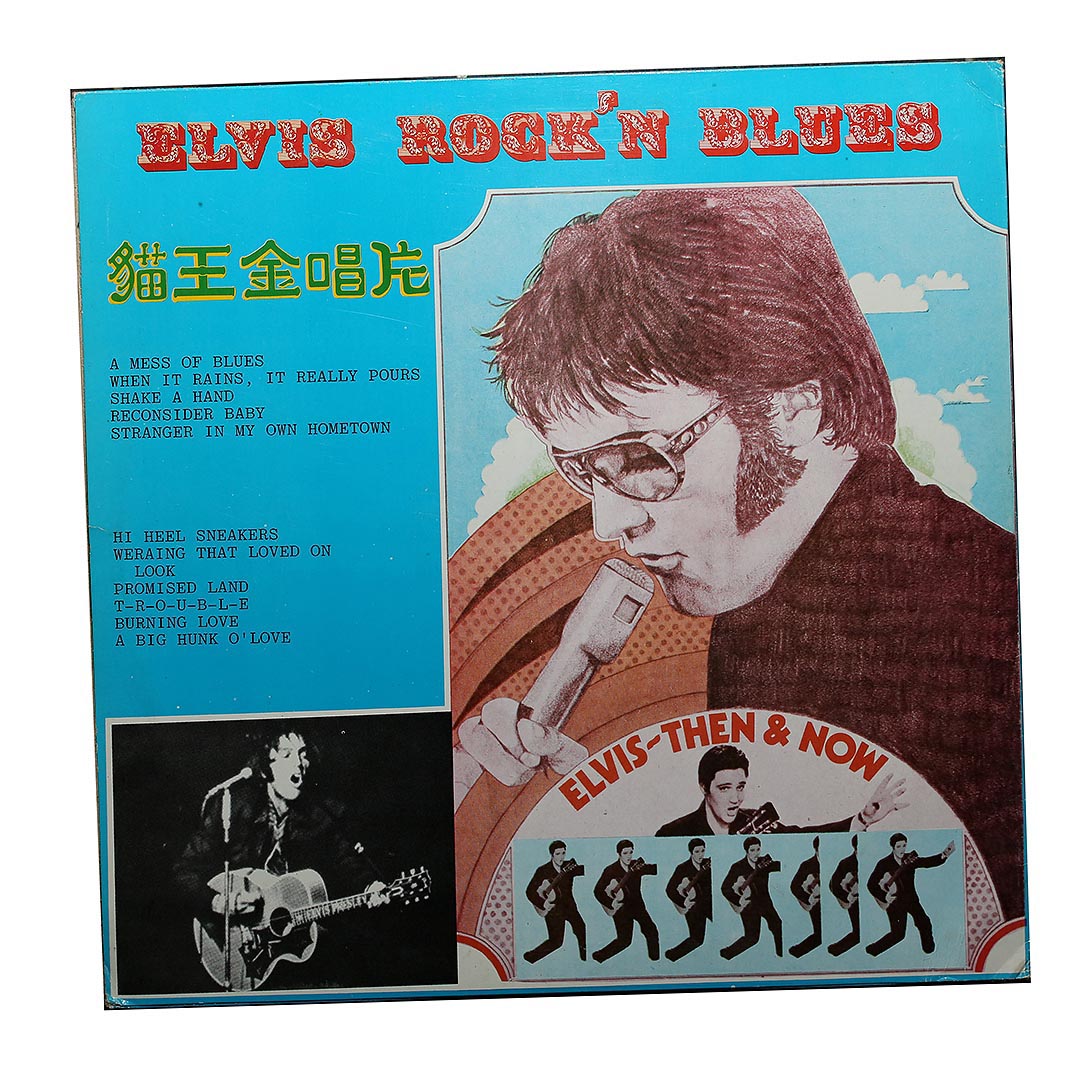 ELVIS ROCK'N BLUES
貓王金唱片
A MESS OF BLUES
WHEN IT RAINS, IT REALLY POURS
SHAKE A HAND
RECONSIDER BABY
STRANGER IN MY OWN HOMETOWN
HI HEEL SNEAKERS
WERAING THAT LOVED ON
LOOK
PROMISED LAND
T-R-O-U-B-L-E
BURNING LOVE
A BIG HUNK O'LOVE
ELVIS~THEN & NOW
ELVIS PRESLEY